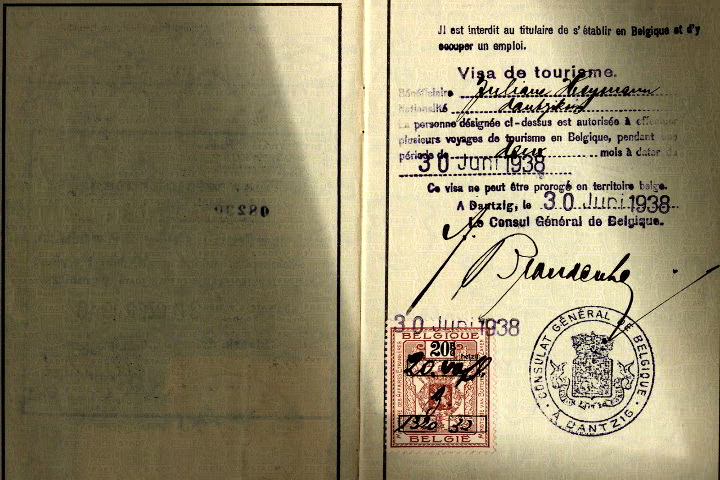 Il est interdit au titulaire de s'établir en Belgique et d'y
occuper un emploi.
Visa de tourisme.
Bénéficiaire Juliane Heymann
Nationalité
La personne désignée ci-dessus est autorisée à effectuer
plusieurs voyages de tourisme en Belgique, pendant une
période de deux mois à dater du
30 Juni 1938
Ce visa ne peut être prorogé en territoire belge.
A Dantzig, le 30 Juni 1938
Le Consul Général de Belgique.
30 Juni 1938
BELGIQUE
20
BELGIË
CONSULAT GÉNÉRAL DE BELGIQUE
A DANTZIG